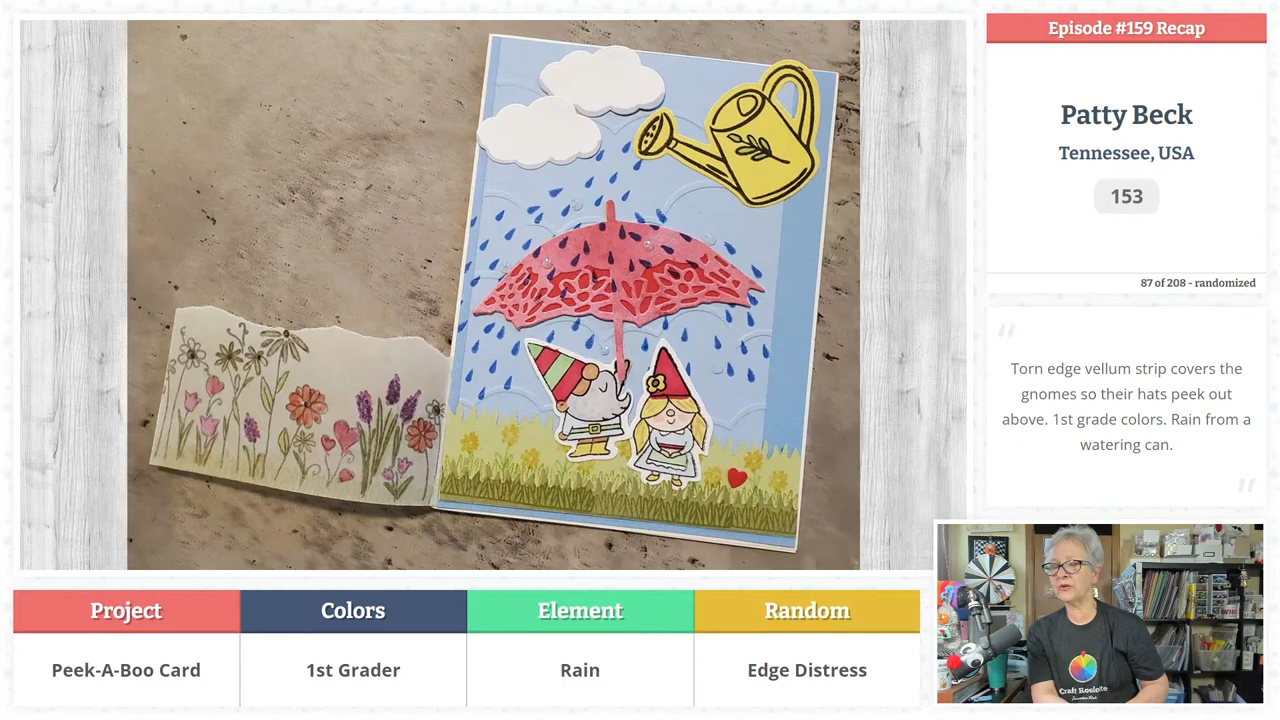 Episode #159 Recap
Patty Beck
Tennessee, USA
153
87 of 208 - randomized
"
Torn edge vellum strip covers the
gnomes so their hats peek out
above. 1st grade colors. Rain from a
watering can.
"
Project
Colors
Element
Random
Peek-A-Boo Card
1st Grader
Rain
Edge Distress
Craft Roulette